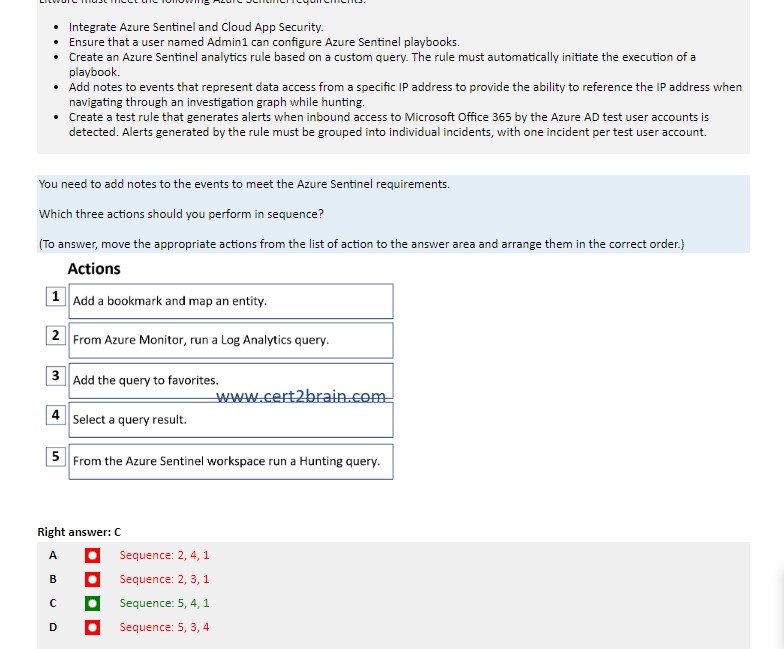 • Integrate Azure Sentinel and Cloud App Security.
• Ensure that a user named Admin1 can configure Azure Sentinel playbooks.
• Create an Azure Sentinel analytics rule based on a custom query. The rule must automatically initiate the execution of a
playbook.
• Add notes to events that represent data access from a specific IP address to provide the ability to reference the IP address when
navigating through an investigation graph while hunting.
• Create a test rule that generates alerts when inbound access to Microsoft Office 365 by the Azure AD test user accounts is
detected. Alerts generated by the rule must be grouped into individual incidents, with one incident per test user account.
You need to add notes to the events to meet the Azure Sentinel requirements.
Which three actions should you perform in sequence?
(To answer, move the appropriate actions from the list of action to the answer area and arrange them in the correct order.)
Actions
1 Add a bookmark and map an entity.
2 From Azure Monitor, run a Log Analytics query.
3 Add the query to favorites.
www.cert2brain.com
4 Select a query result.
5 From the Azure Sentinel workspace run a Hunting query.
Right answer: C
A Sequence: 2, 4, 1
B Sequence: 2, 3, 1
C Sequence: 5, 4, 1
D Sequence: 5, 3, 4